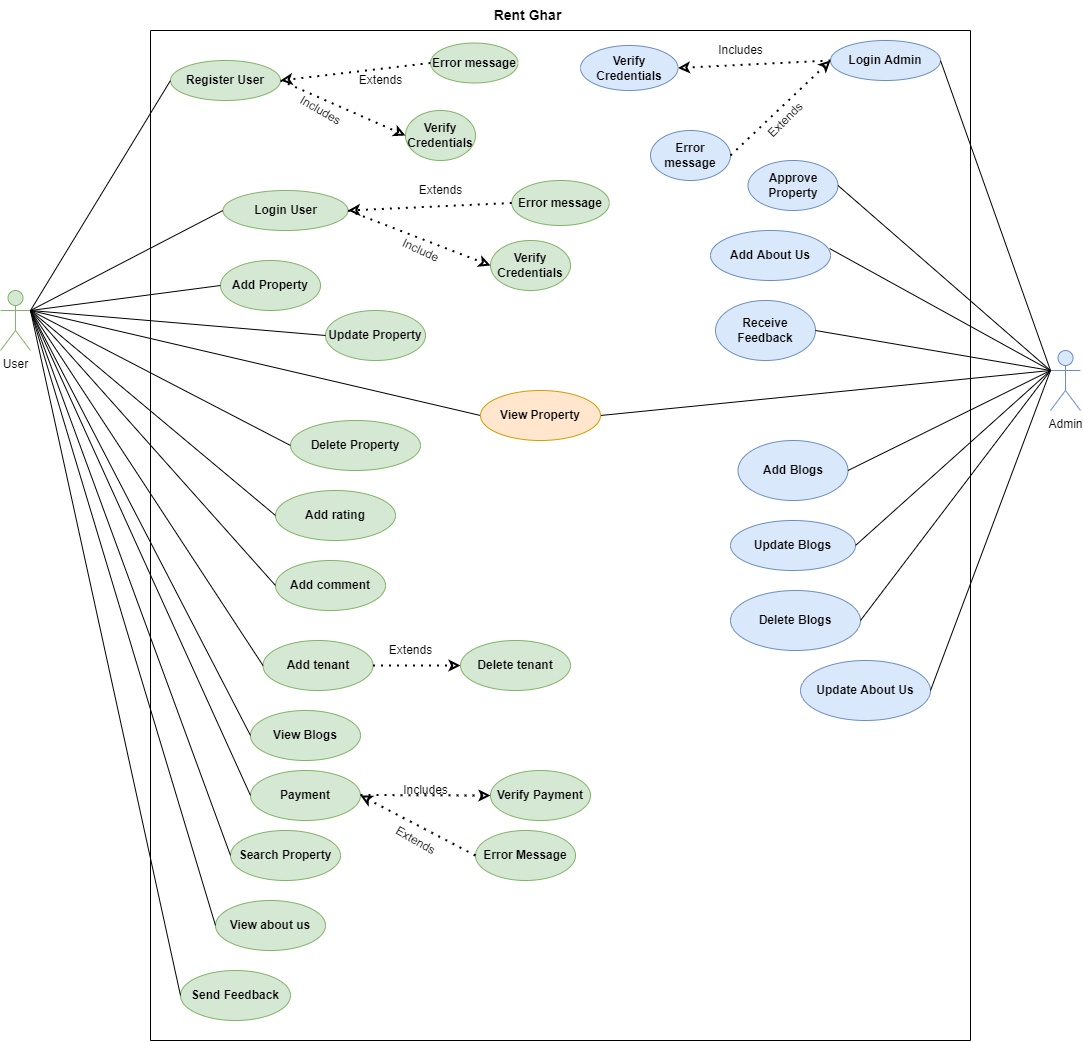 Rent Ghar
Register User
Extends
Error message
Includes
Verify
Credentials
Includes
Verify
Credentials
Login Admin
Extends
Error
message
Approve
Property
Login User
Extends
Error message
Include
Verify
Credentials
Add About Us
Add Property
User
Update Property
Receive
Feedback
View Property
Admin
Delete Property
Add Blogs
Add rating
Update Blogs
Add comment
Delete Blogs
Add tenant
Extends
Delete tenant
Update About Us
View Blogs
Payment
Includes
Verify Payment
Extends
Error Message
Search Property
View about us
Send Feedback